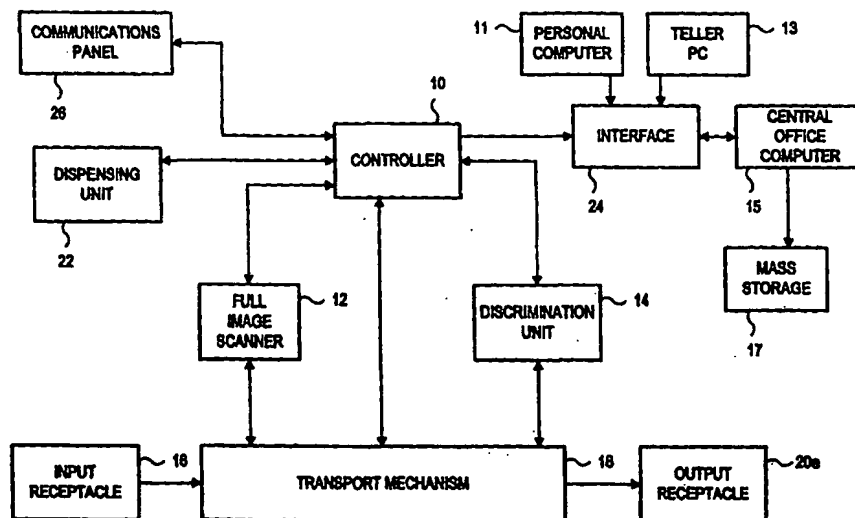 COMMUNICATIONS
PANEL
26
11
PERSONAL
COMPUTER
TELLER
PC
13
10
CONTROLLER
INTERFACE
24
CENTRAL
OFFICE
COMPUTER
15
DISPENSING
UNIT
22
MASS
STORAGE
17
FULL
IMAGE
SCANNER
12
DISCRIMINATION
UNIT
14
INPUT
RECEPTACLE
16
TRANSPORT MECHANISM
18
OUTPUT
RECEPTACLE
20a